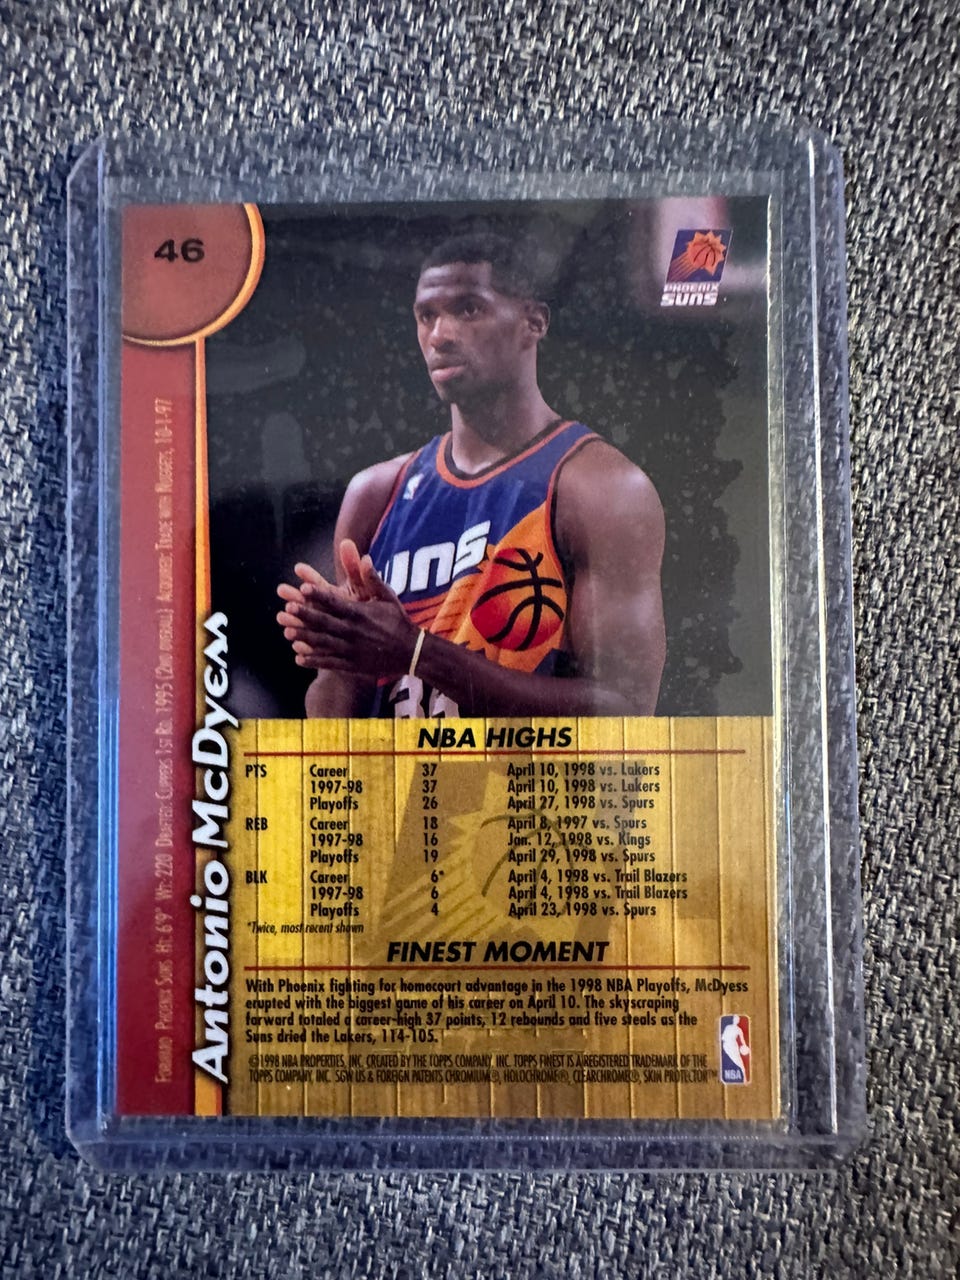 46
PHOENIX
SUNS
UNS
Forward Phoenix Suns Ht: 6'9" Wt: 220 Drafted: Clippers 1st Rd. 1995 (2nd overall) Acquired: Trade with Nuggets, 10-1-97
Antonio McDyess
NBA HIGHS
PTS Career 37 April 10, 1998 vs. Lakers
1997-98 37 April 10, 1998 vs. Lakers
Playoffs 26 April 27, 1998 vs. Spurs
REB Career 18 April 8, 1997 vs. Spurs
1997-98 16 Jan. 12, 1998 vs. Kings
Playoffs 19 April 29, 1998 vs. Spurs
BLK Career 6* April 4, 1998 vs. Trail Blazers
1997-98 6 April 4, 1998 vs. Trail Blazers
Playoffs 4 April 23, 1998 vs. Spurs
*Twice, most recent shown
FINEST MOMENT
With Phoenix fighting for homecourt advantage in the 1998 NBA Playoffs, McDyess
erupted with the biggest game of his career on April 10. The skyscraping
forward totaled a career-high 37 points, 12 rebounds and five steals as the
Suns dried the Lakers, 114-105.
©1998 NBA PROPERTIES, INC. CREATED BY THE TOPPS COMPANY, INC. TOPPS FINEST IS A REGISTERED TRADEMARK OF THE
TOPPS COMPANY, INC. SGW US & FOREIGN PATENTS CHROMIUM®, HOLOCHROME®, CLEARCHROME®, SKIN PROTECTOR™
NBA